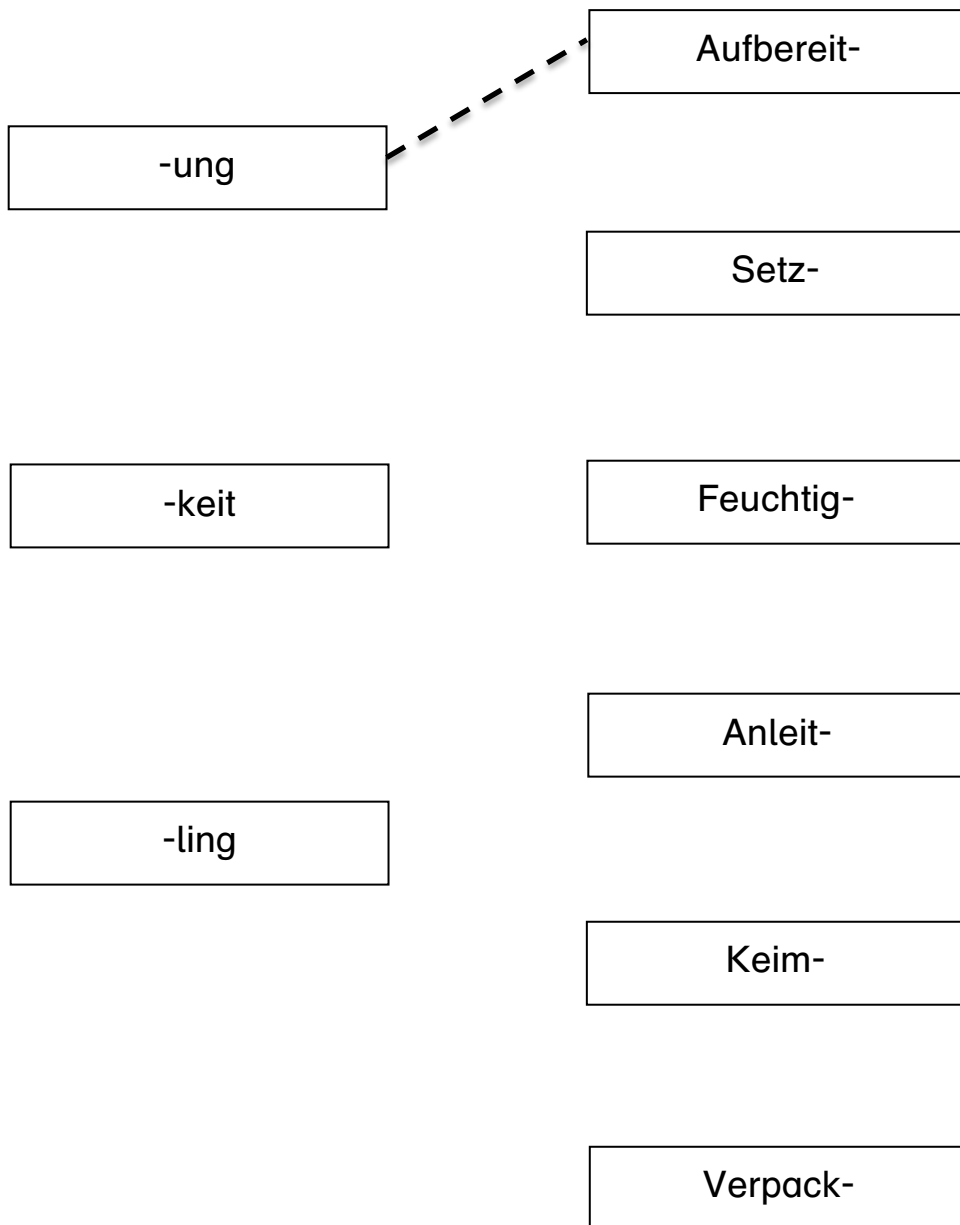 Aufbereit-
-ung
Setz-
-keit
Feuchtig-
Anleit-
-ling
Keim-
Verpack-